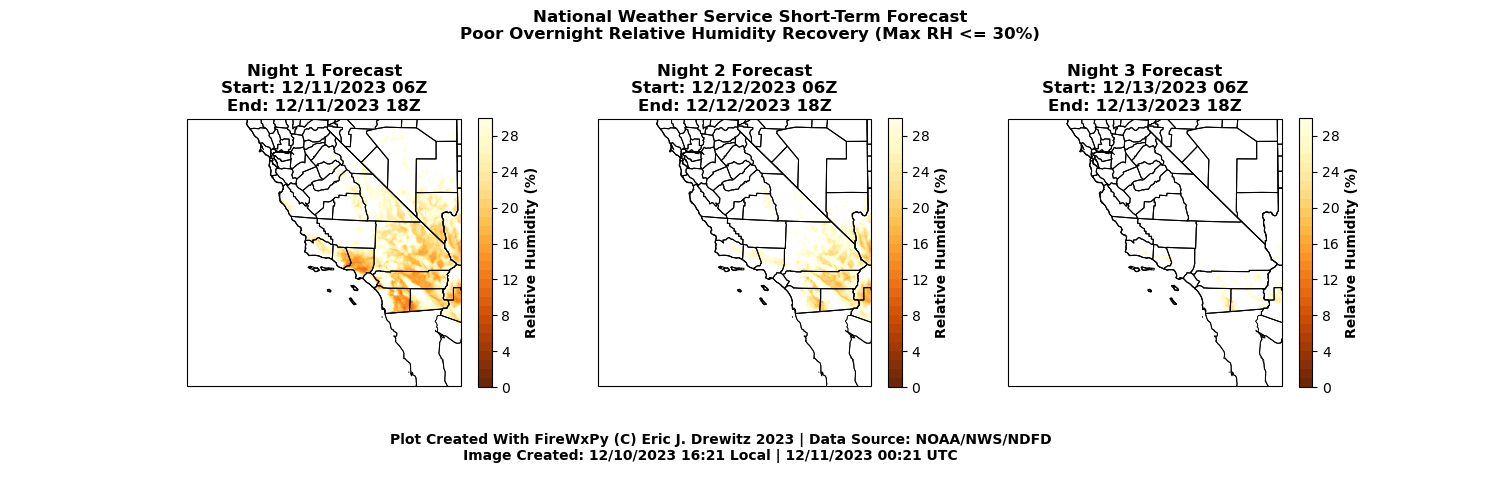 National Weather Service Short-Term Forecast
Poor Overnight Relative Humidity Recovery (Max RH <= 30%)
Night 1 Forecast
Start: 12/11/2023 06Z
End: 12/11/2023 18Z
28
24
20
16
12
8
4
0
Relative Humidity (%)
Night 2 Forecast
Start: 12/12/2023 06Z
End: 12/12/2023 18Z
28
24
20
16
12
8
4
0
Relative Humidity (%)
Night 3 Forecast
Start: 12/13/2023 06Z
End: 12/13/2023 18Z
28
24
20
16
12
8
4
0
Relative Humidity (%)
Plot Created With FireWxPy (C) Eric J. Drewitz 2023 | Data Source: NOAA/NWS/NDFD
Image Created: 12/10/2023 16:21 Local | 12/11/2023 00:21 UTC